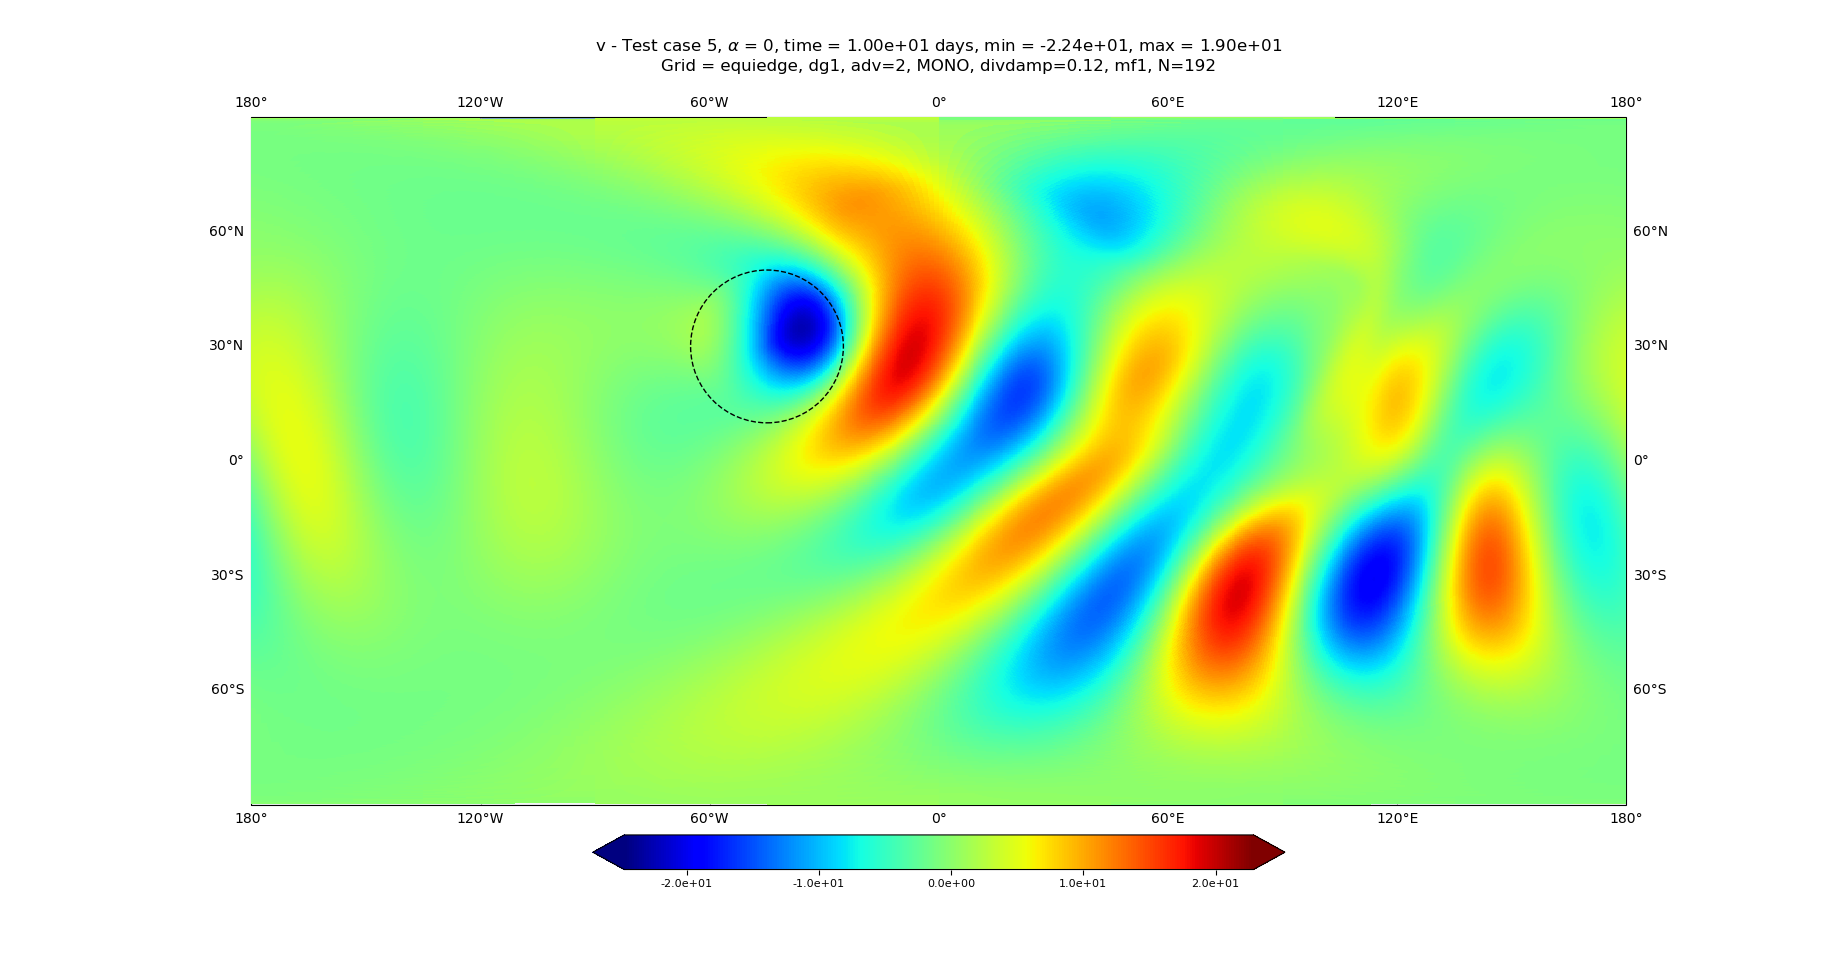 v - Test case 5, α = 0, time = 1.00e+01 days, min = -2.24e+01, max = 1.90e+01
Grid = equiedge, dg1, adv=2, MONO, divdamp=0.12, mf1, N=192
180° 120°W 60°W 0° 60°E 120°E 180°
60°N 60°N
30°N 30°N
0° 0°
30°S 30°S
60°S 60°S
180° 120°W 60°W 0° 60°E 120°E 180°
-2.0e+01 -1.0e+01 0.0e+00 1.0e+01 2.0e+01